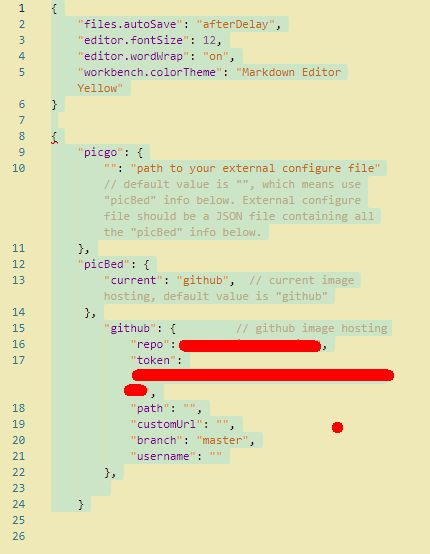 1 {
2 "files.autoSave": "afterDelay",
3 "editor.fontSize": 12,
4 "editor.wordWrap": "on",
5 "workbench.colorTheme": "Markdown Editor
Yellow"
6 }
7
8 {
9 "picgo": {
10 "": "path to your external configure file"
// default value is "", which means use
"picBed" info below. External configure
file should be a JSON file containing all
the "picBed" info below.
11 },
12 "picBed": {
13 "current": "github", // current image
hosting, default value is "github"
14 },
15 "github": { // github image hosting
16 "repo": ,
17 "token":
,
18 "path": "",
19 "customUrl": "",
20 "branch": "master",
21 "username": ""
22 },
23
24 }
25
26